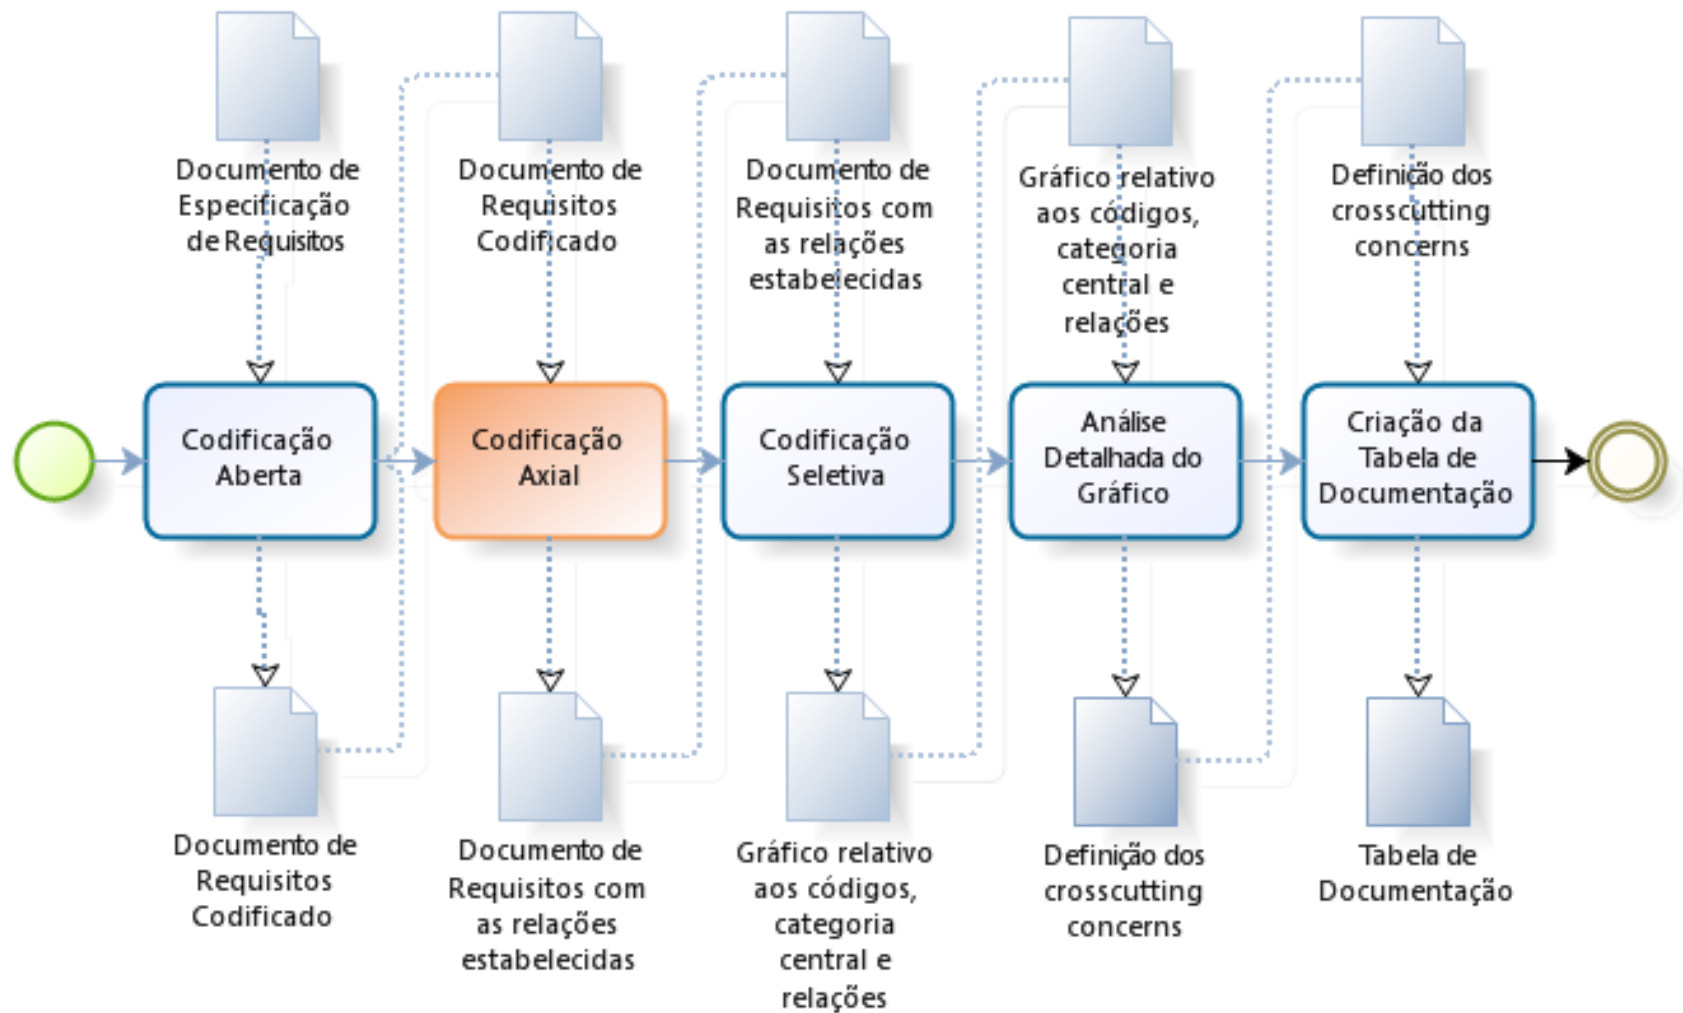 Documento de
Especificação
de Requisitos
Documento de
Requisitos
Codificado
Documento de
Requisitos com
as relações
estabelecidas
Gráfico relativo
aos códigos,
categoria
central e
relações
Definição dos
crosscutting
concerns
Codificação
Aberta
Codificação
Axial
Codificação
Seletiva
Análise
Detalhada do
Gráfico
Criação da
Tabela de
Documentação
Documento de
Requisitos
Codificado
Documento de
Requisitos com
as relações
estabelecidas
Gráfico relativo
aos códigos,
categoria
central e
relações
Definição dos
crosscutting
concerns
Tabela de
Documentação